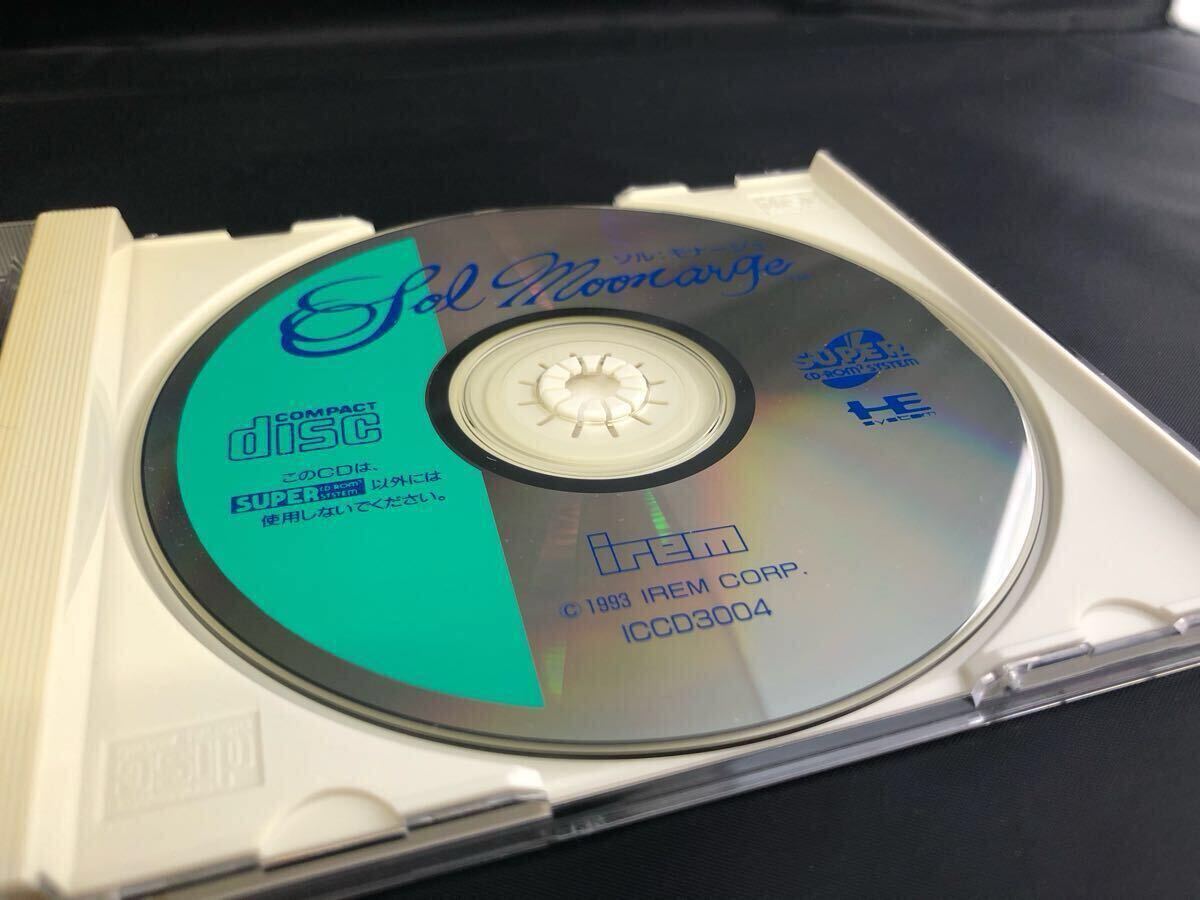 ソル:モナージュ
Sol Moonarge™
SUPER
CD-ROM² SYSTEM
HE
system
COMPACT
disc
このCDは、
SUPER CD-ROM² SYSTEM 以外には
使用しないでください。
irem
© 1993 IREM CORP.
ICCD3004
disc